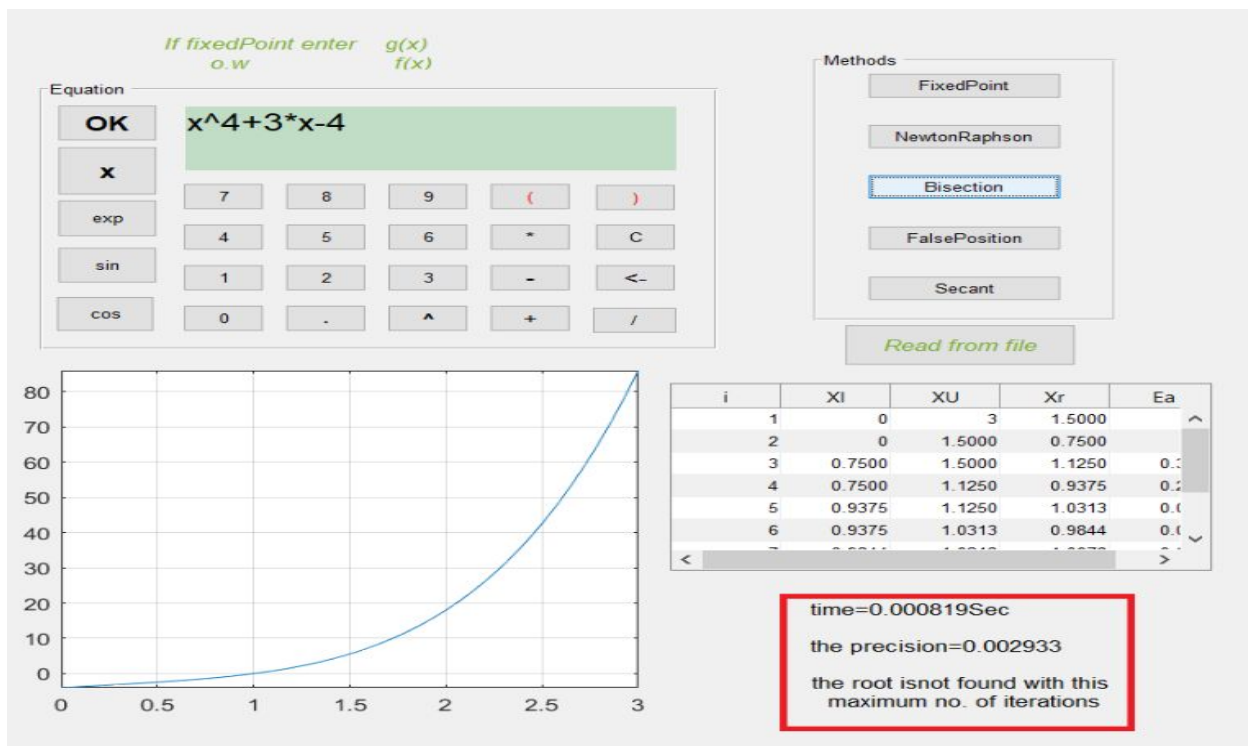 If fixedPoint enter g(x)
o.w f(x)
Equation
OK
x^4+3*x-4
x
exp
sin
cos
7 8 9 ( )
4 5 6 * C
1 2 3 - <-
0 . ^ + /
Methods
FixedPoint
NewtonRaphson
Bisection
FalsePosition
Secant
Read from file
80
70
60
50
40
30
20
10
0
0 0.5 1 1.5 2 2.5 3
i Xl XU Xr Ea
1 0 3 1.5000
2 0 1.5000 0.7500
3 0.7500 1.5000 1.1250
4 0.7500 1.1250 0.9375
5 0.9375 1.1250 1.0313
6 0.9375 1.0313 0.9844
time=0.000819Sec
the precision=0.002933
the root isnot found with this
maximum no. of iterations